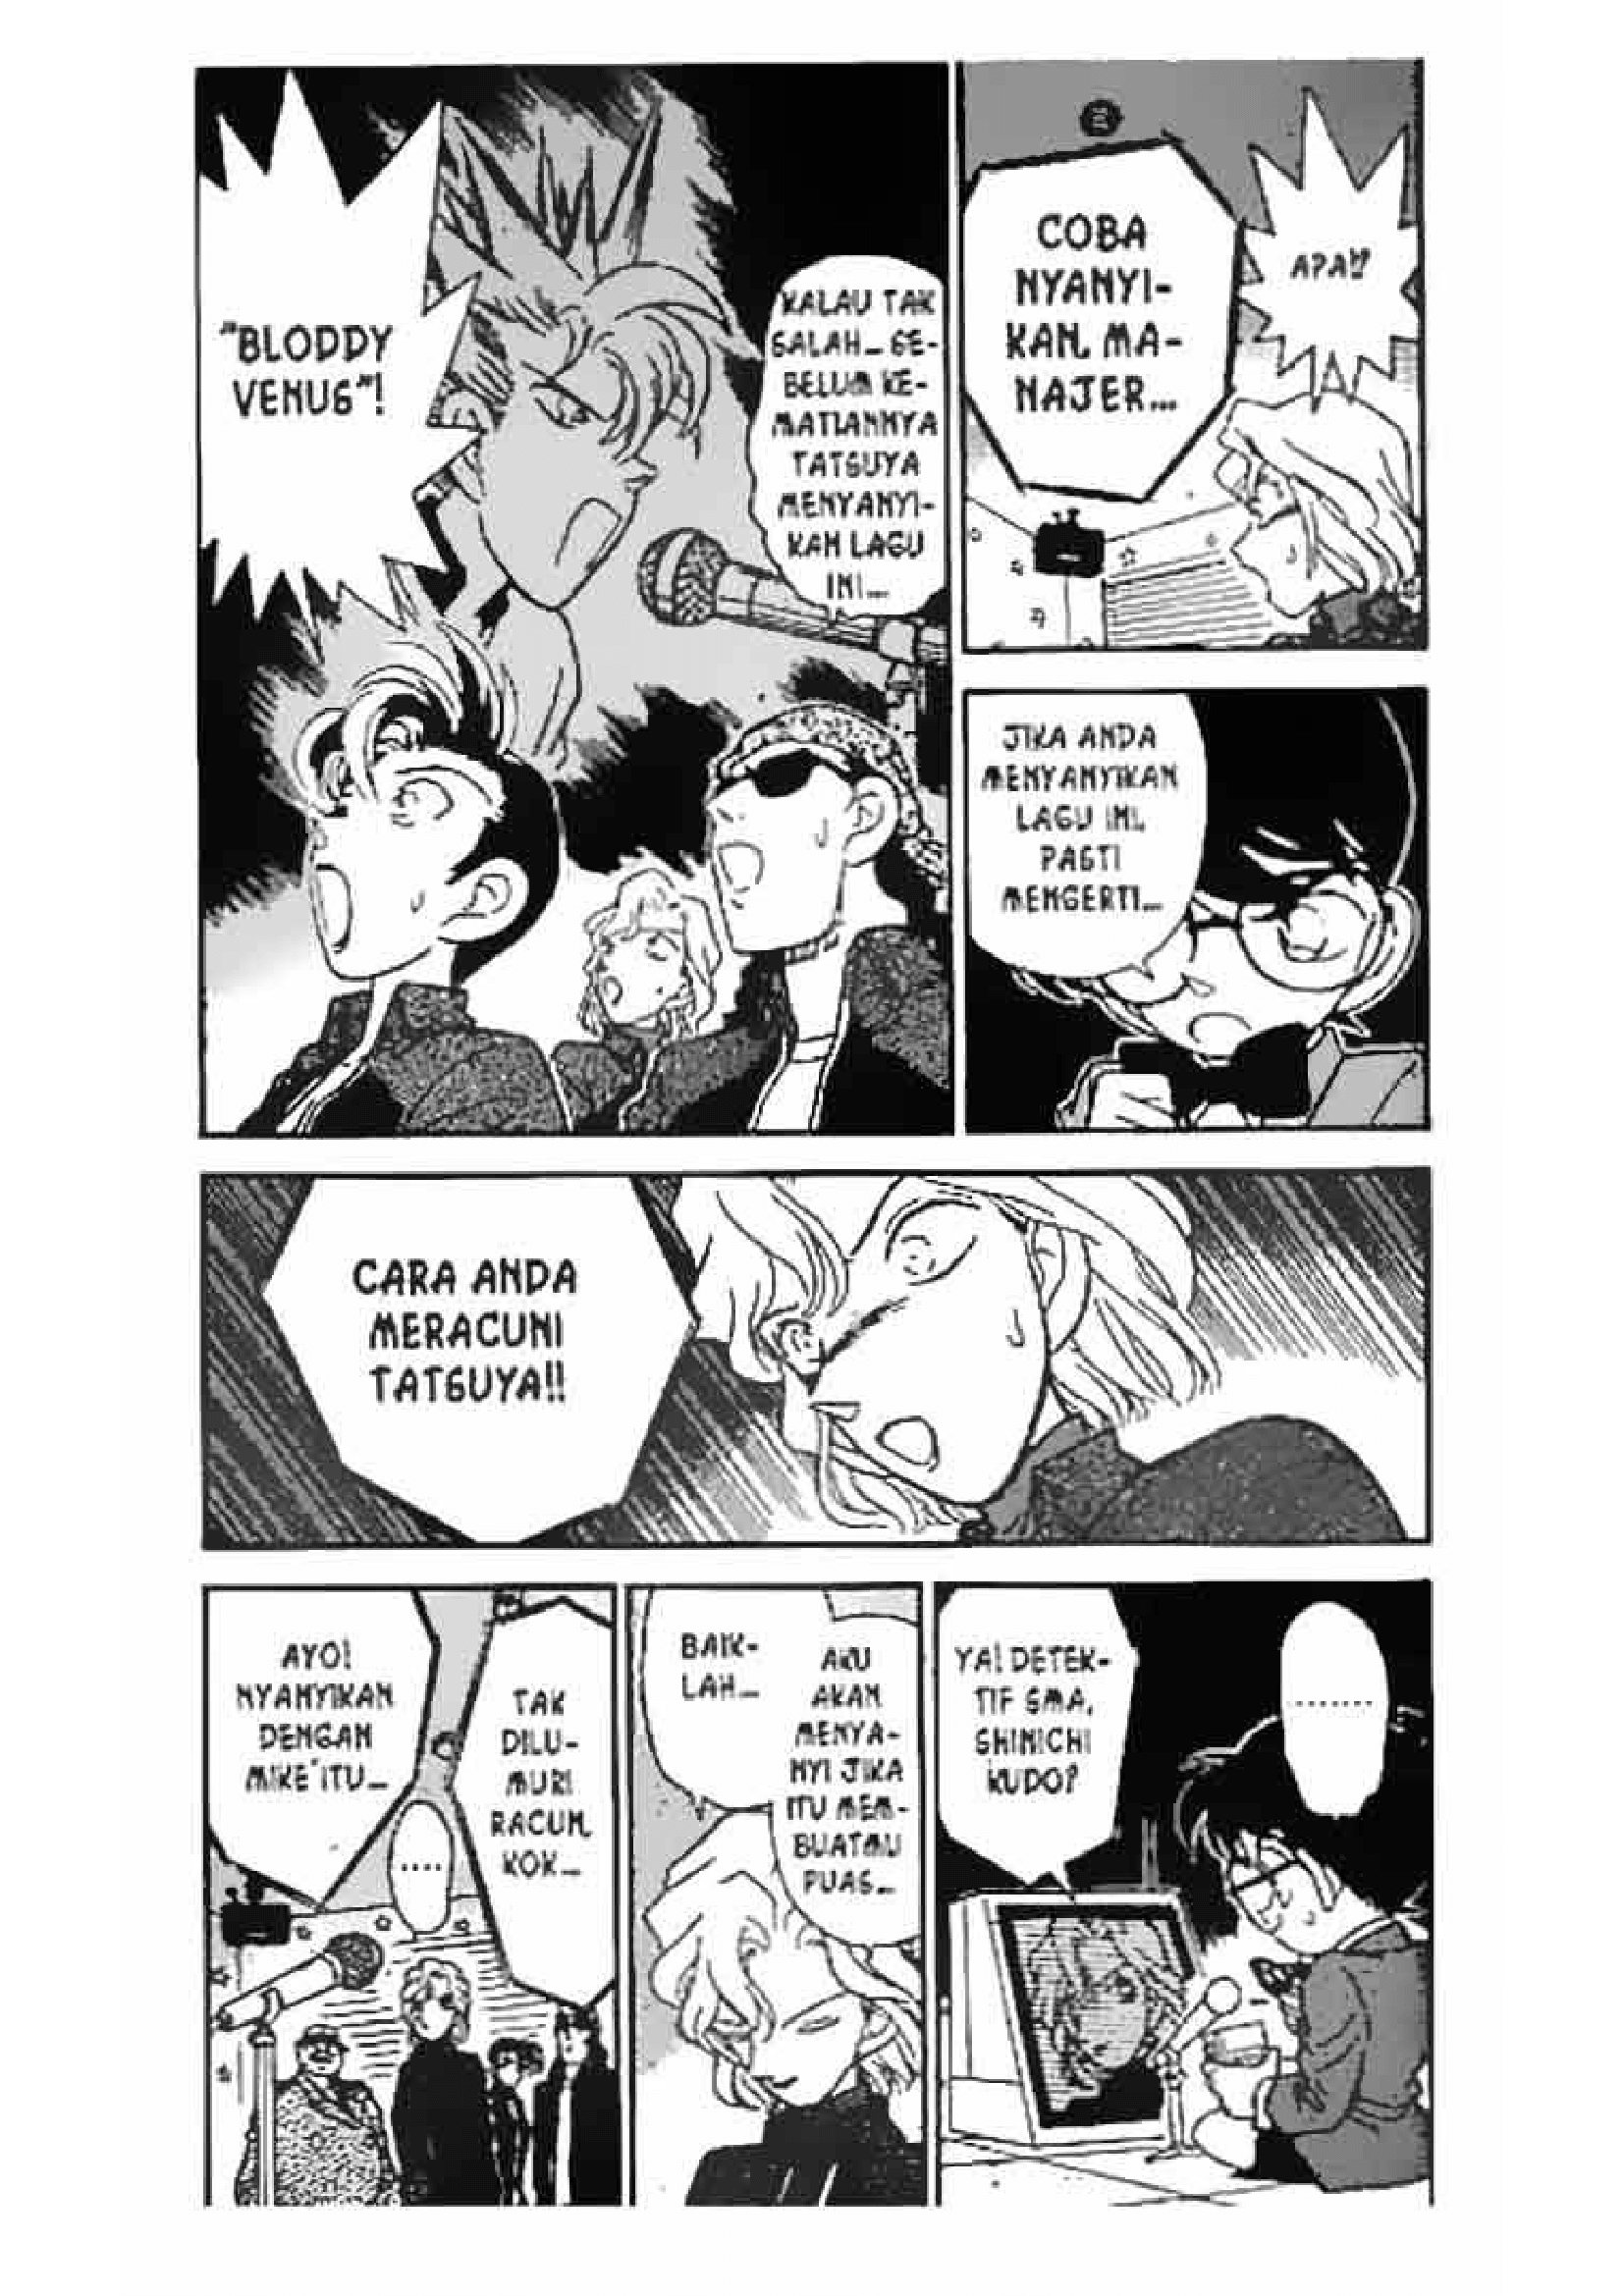 APA!?
COBA
NYANYI-
KAN, MA-
NAJER...
KALAU TAK
SALAH... SE-
BELUM KE-
MATIANNYA
TATSUYA
MENYANYI-
KAN LAGU
INI...
"BLODDY
VENUS"!
JIKA ANDA
MENYANYIKAN
LAGU INI,
PASTI
MENGERTI...
CARA ANDA
MERACUNI
TATSUYA!!
........
YA! DETEK-
TIF SMA,
SHINICHI
KUDO?
AKU
AKAN
MENYA-
NYI JIKA
ITU MEM-
BUATMU
PUAS...
BAIK-
LAH...
TAK
DILU-
MURI
RACUN,
KOK...
....
AYO!
NYANYIKAN
DENGAN
MIKE ITU...